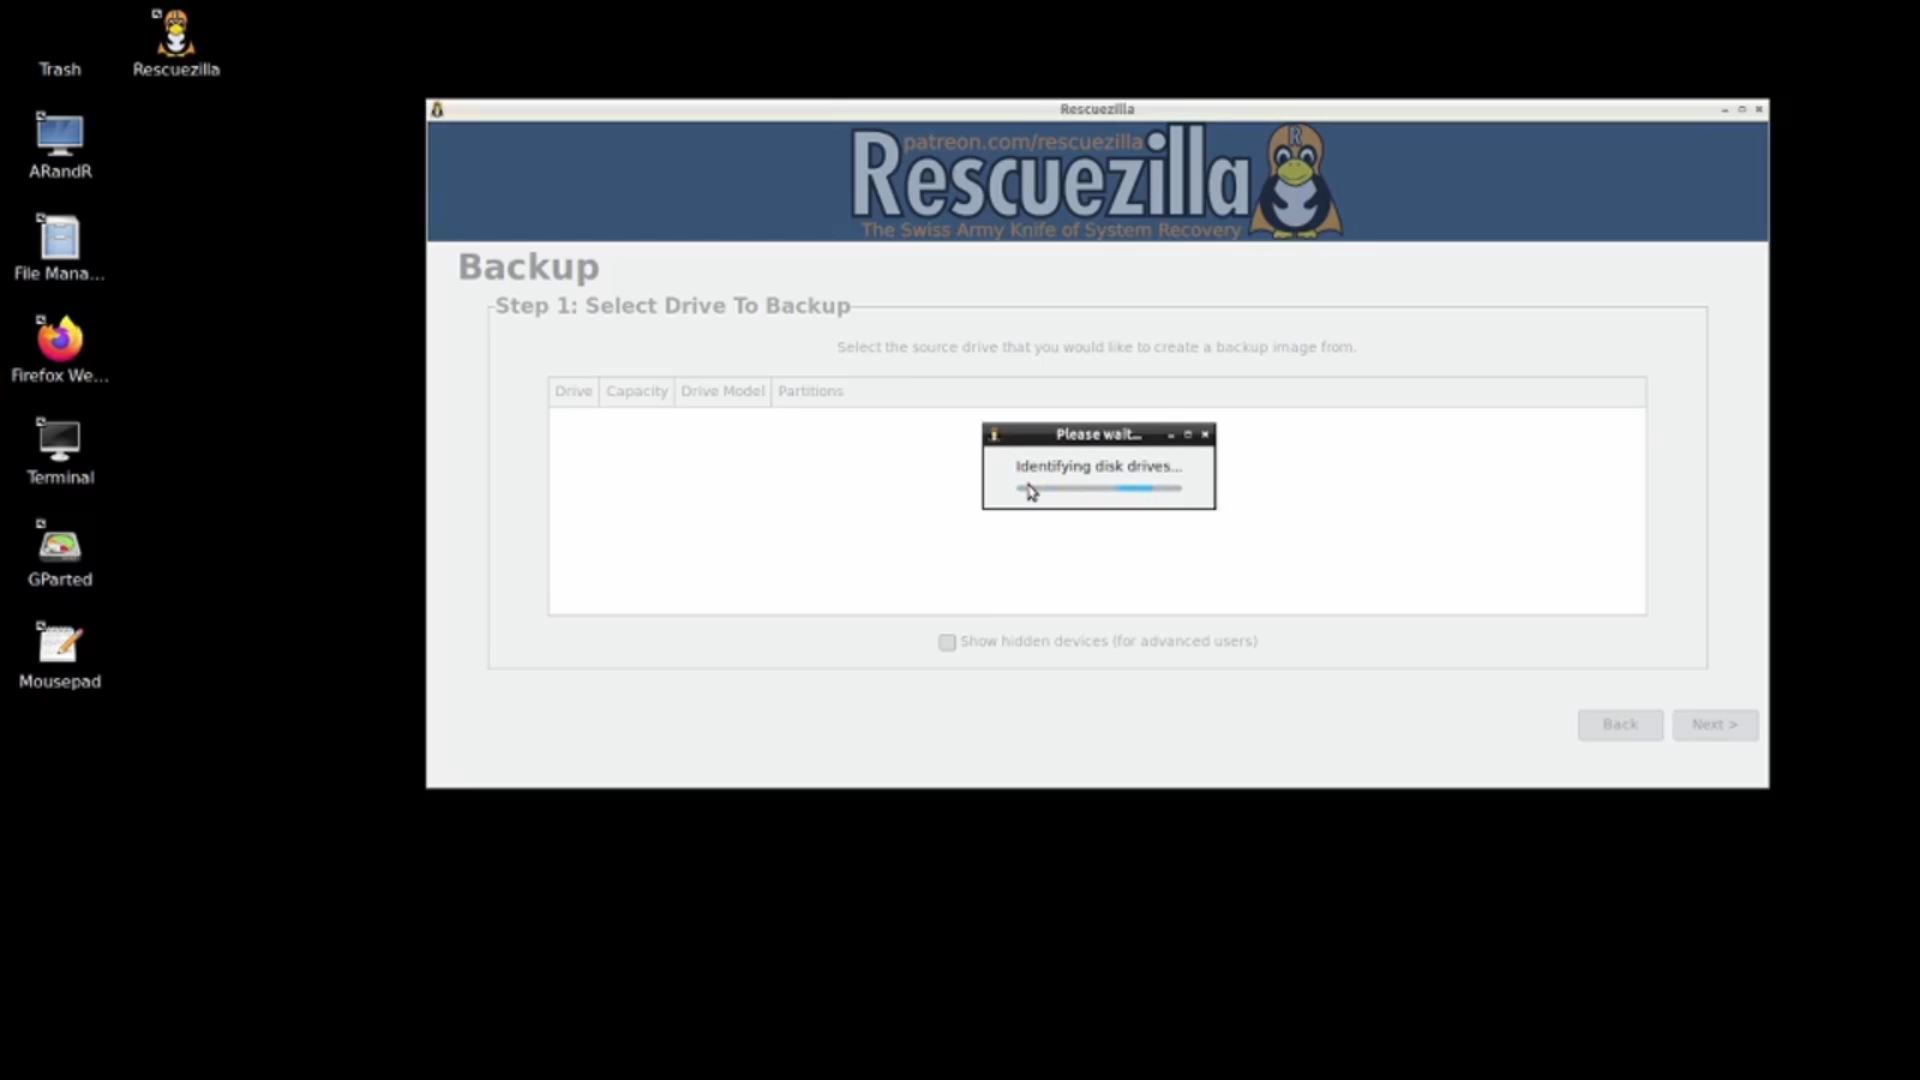 Trash
Rescuezilla
ARandR
File Mana...
Firefox We...
Terminal
GParted
Mousepad
Rescuezilla
patreon.com/rescuezilla
Rescuezilla
R
The Swiss Army Knife of System Recovery
Backup
Step 1: Select Drive To Backup
Select the source drive that you would like to create a backup image from.
Drive Capacity Drive Model Partitions
Please wait...
Identifying disk drives...
Show hidden devices (for advanced users)
Back Next >